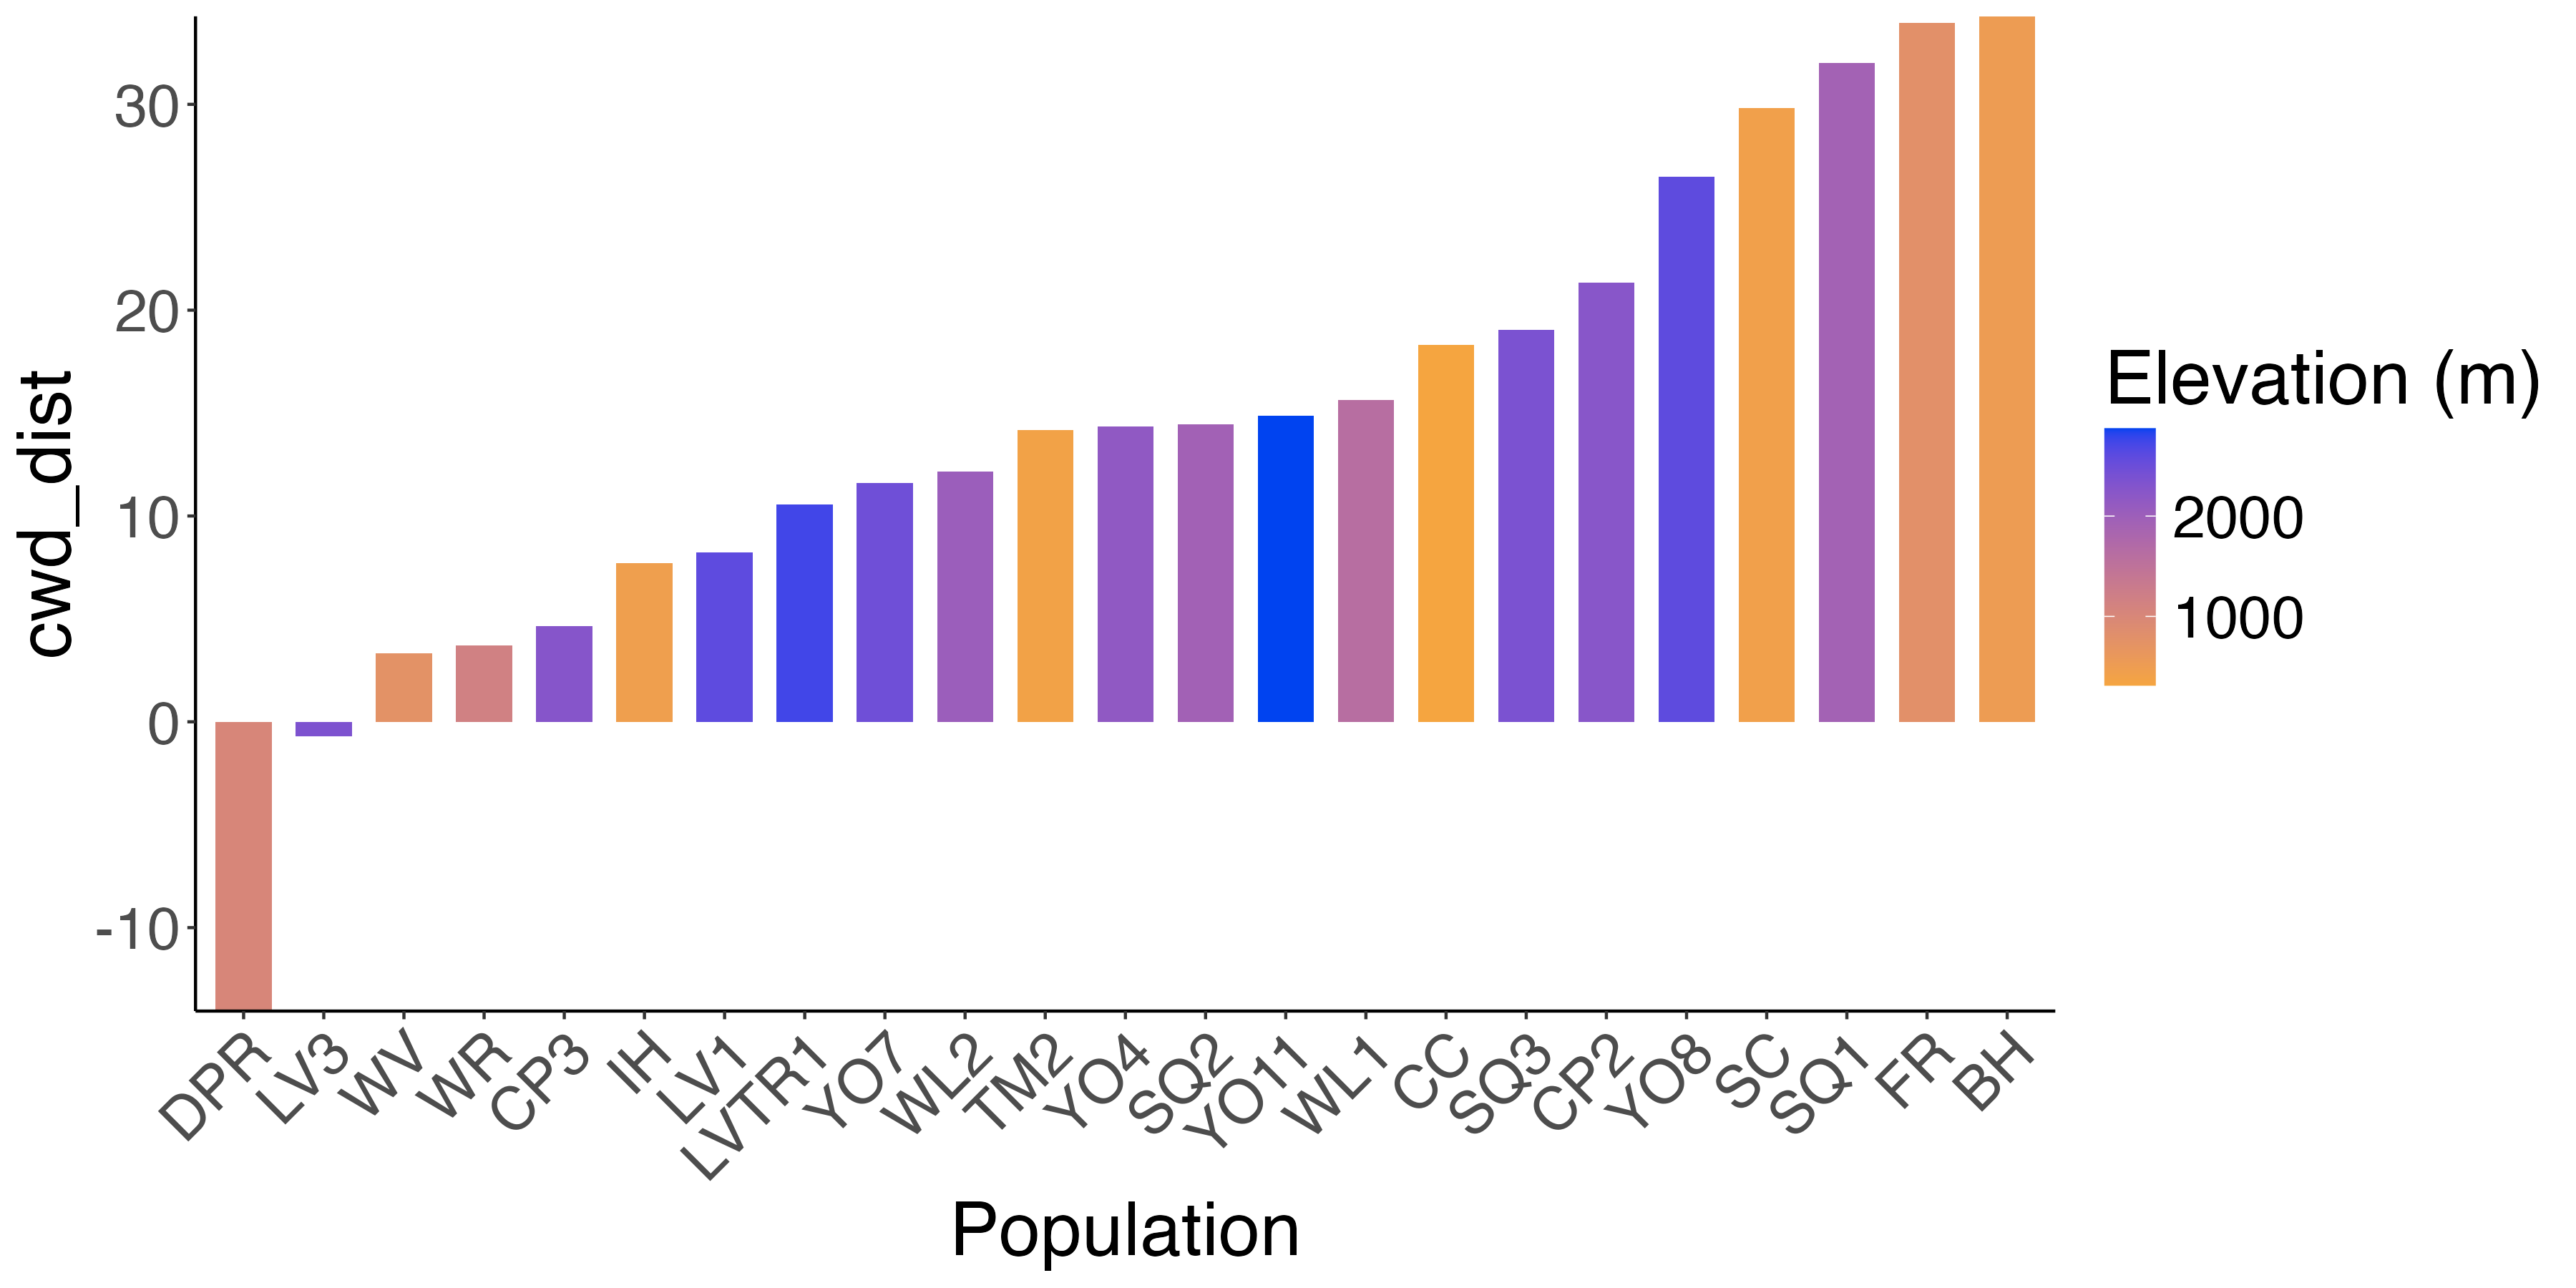 cwd_dist
30
20
10
0
-10
DPR
LV3
WV
WR
CP3
IH
LV1
LVTR1
YO7
WL2
TM2
YO4
SQ2
YO11
WL1
CC
SQ3
CP2
YO8
SC
SQ1
FR
BH
Population
Elevation (m)
2000
1000